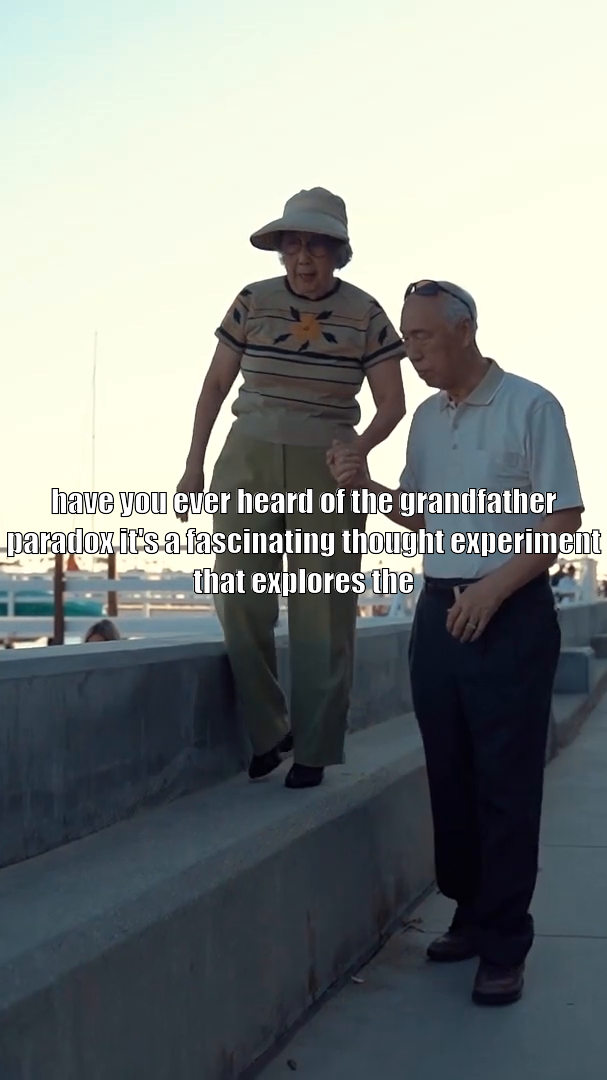 have you ever heard of the grandfather
paradox it's a fascinating thought experiment
that explores the